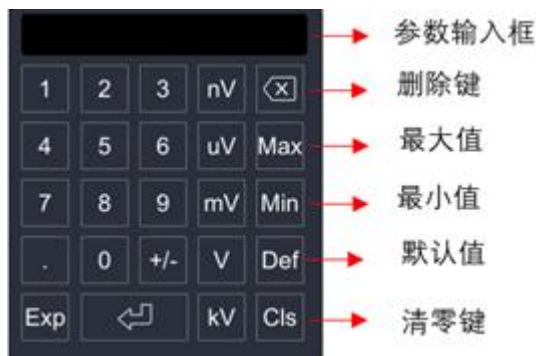 参数输入框
1 2 3 nV 删除键
4 5 6 uV Max 最大值
7 8 9 mV Min 最小值
. 0 +/- V Def 默认值
Exp kV Cls 清零键